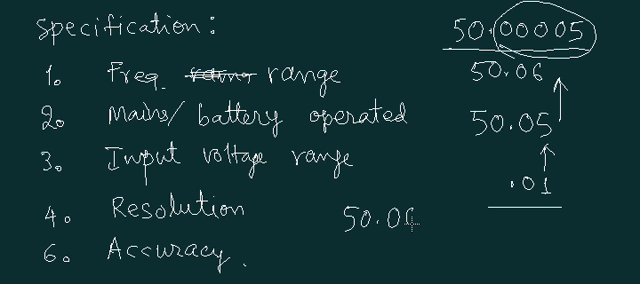 Specification:
50.00005
1. Freq. range
50.06
2. Mains/ battery operated
50.05
3. Input voltage range
.01
4. Resolution
50.0
6. Accuracy.